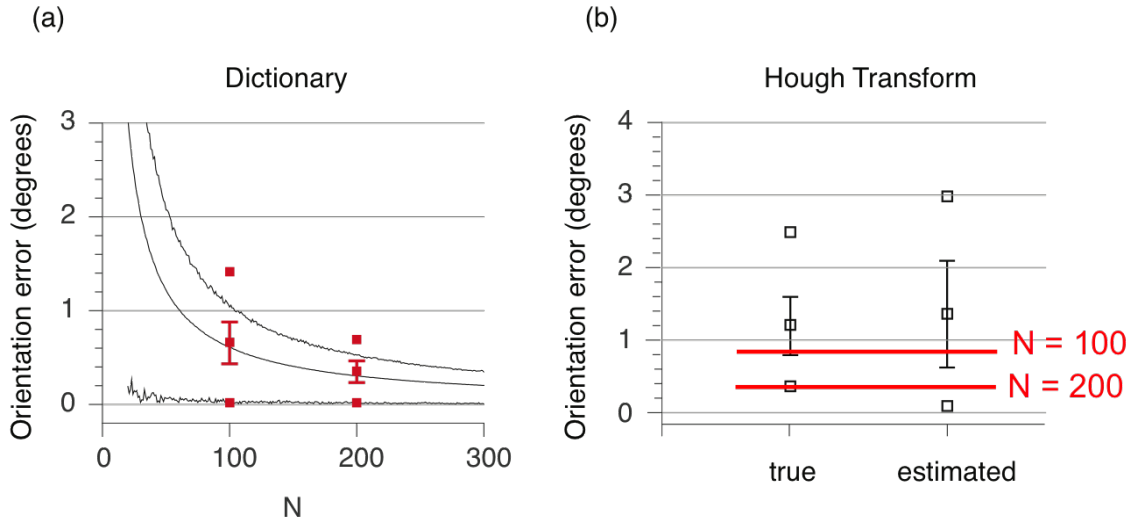 (a)
Dictionary
Orientation error (degrees)
3
2
1
0
0
100
200
300
N
(b)
Hough Transform
Orientation error (degrees)
4
3
2
1
0
true
estimated
N = 100
N = 200